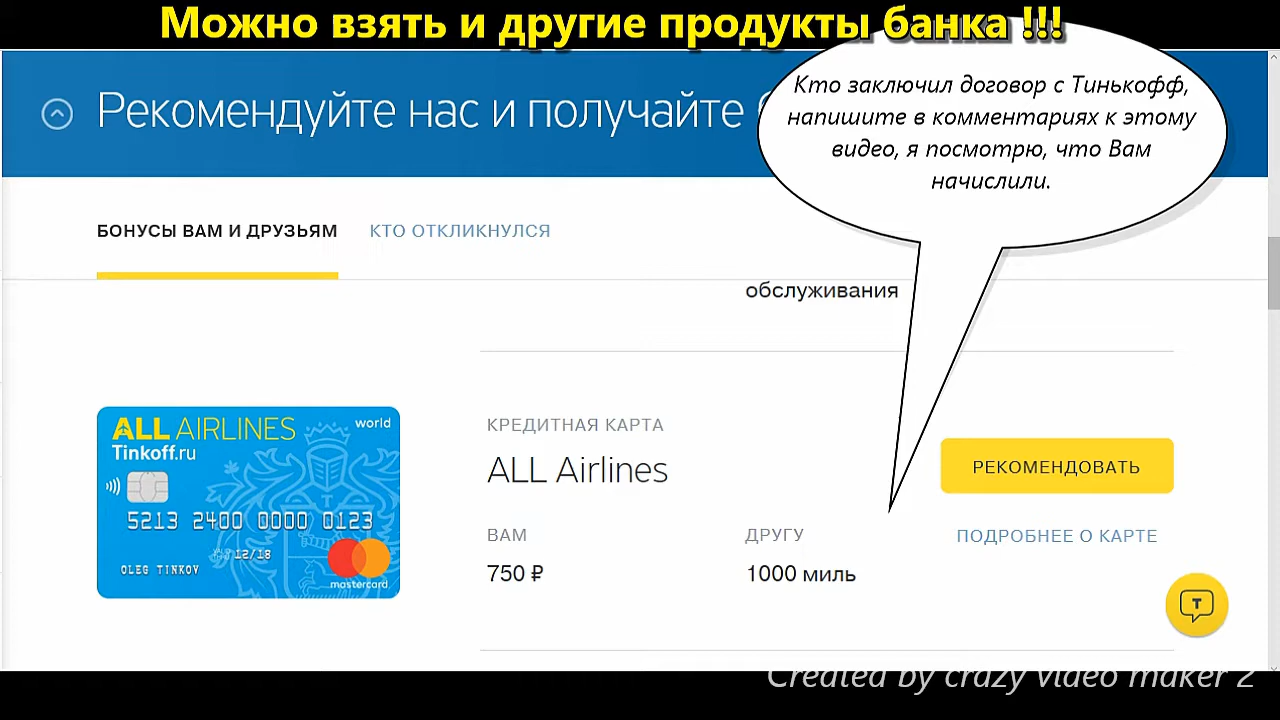 Можно взять и другие продукты банка !!!
Рекомендуйте нас и получайте
Кто заключил договор с Тинькофф,
напишите в комментариях к этому
видео, я посмотрю, что Вам
начислили.
БОНУСЫ ВАМ И ДРУЗЬЯМ КТО ОТКЛИКНУЛСЯ
обслуживания
ALL AIRLINES world
Tinkoff.ru
5213 2400 0000 0123
12/18
OLEG TINKOV
mastercard
КРЕДИТНАЯ КАРТА
ALL Airlines
РЕКОМЕНДОВАТЬ
ВАМ ДРУГУ ПОДРОБНЕЕ О КАРТЕ
750 ₽ 1000 миль
T
Created by crazy video maker 2